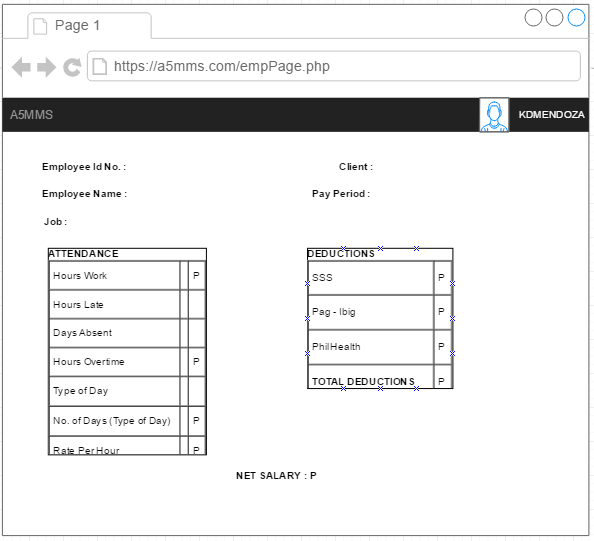 Page 1
https://a5mms.com/empPage.php
A5MMS
KDMENDOZA
Employee Id No. :
Client :
Employee Name :
Pay Period :
Job :
ATTENDANCE
Hours Work P
Hours Late
Days Absent
Hours Overtime P
Type of Day
No. of Days (Type of Day) P
Rate Per Hour P
DEDUCTIONS
SSS P
Pag - Ibig P
PhilHealth P
TOTAL DEDUCTIONS P
NET SALARY : P